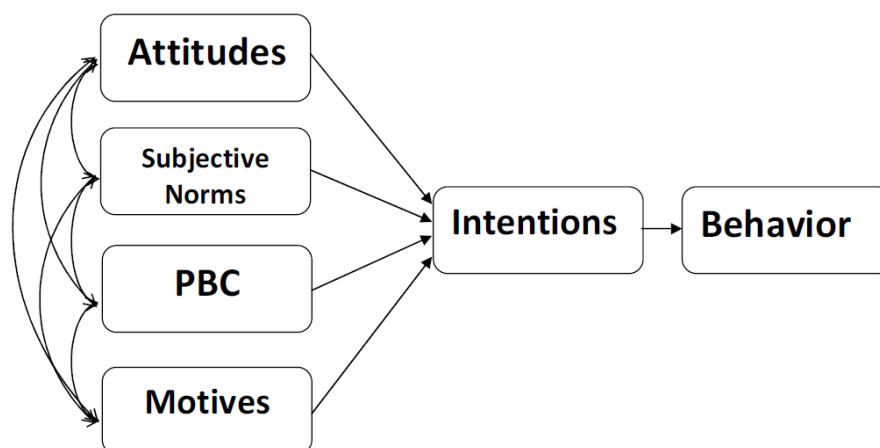 Attitudes
Subjective
Norms
PBC
Motives
Intentions
Behavior